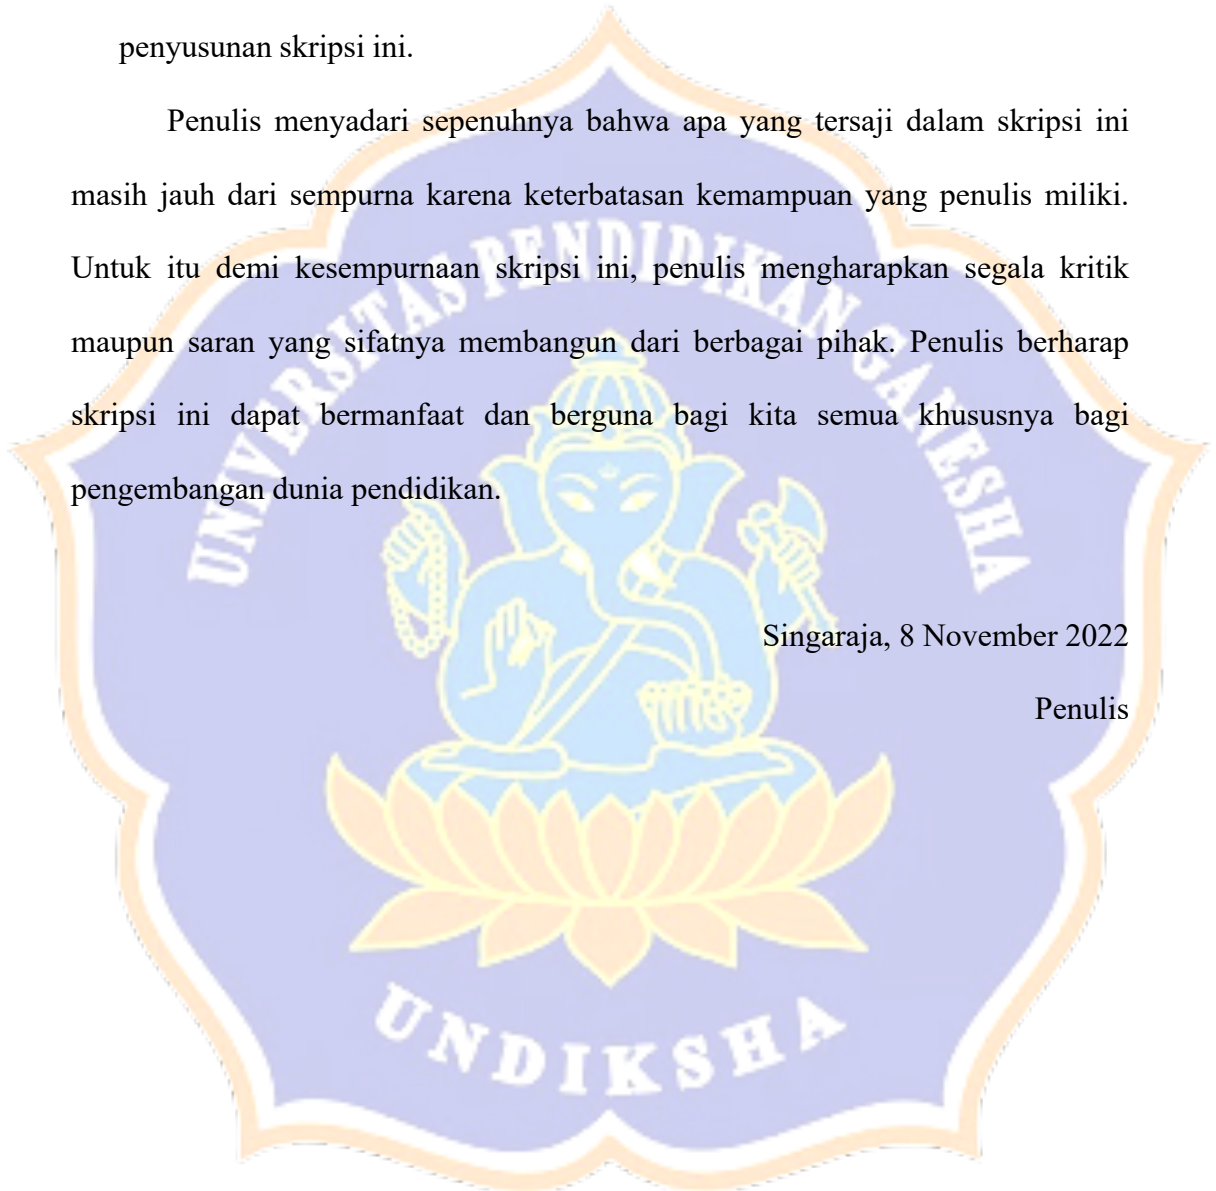 penyusunan skripsi ini.
Penulis menyadari sepenuhnya bahwa apa yang tersaji dalam skripsi ini
masih jauh dari sempurna karena keterbatasan kemampuan yang penulis miliki.
Untuk itu demi kesempurnaan skripsi ini, penulis mengharapkan segala kritik
maupun saran yang sifatnya membangun dari berbagai pihak. Penulis berharap
skripsi ini dapat bermanfaat dan berguna bagi kita semua khususnya bagi
pengembangan dunia pendidikan.
Singaraja, 8 November 2022
Penulis
UNIVERSITAS PENDIDIKAN GANESHA
UNDIKSHA